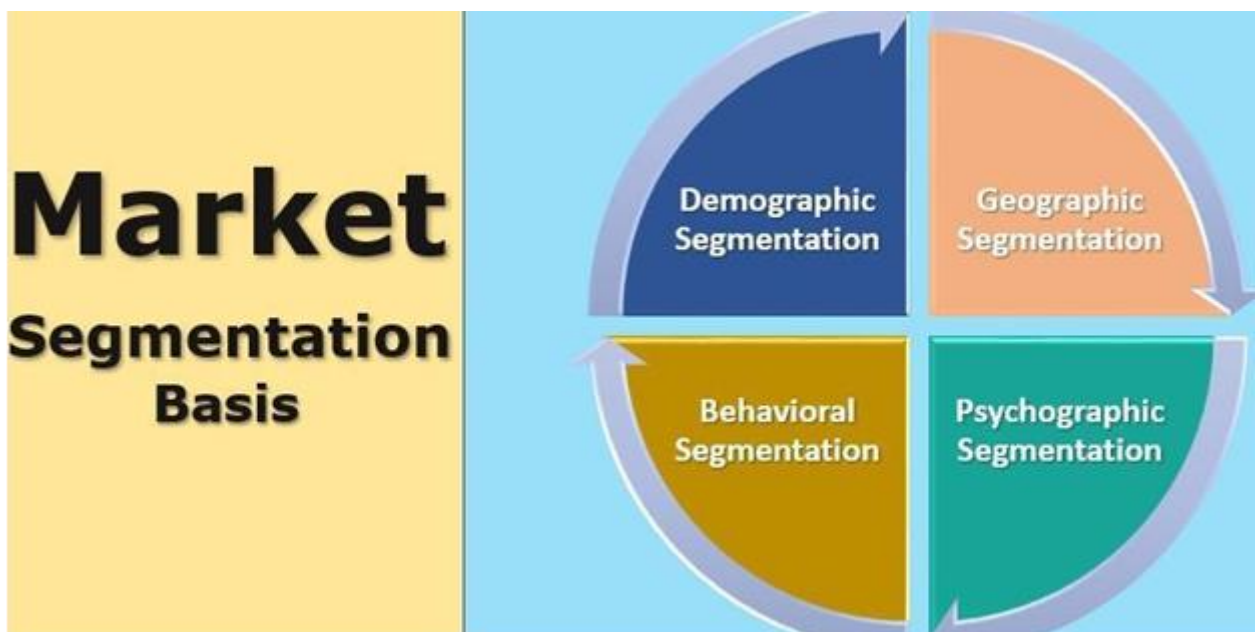 Market
Segmentation
Basis
Demographic
Segmentation
Geographic
Segmentation
Behavioral
Segmentation
Psychographic
Segmentation